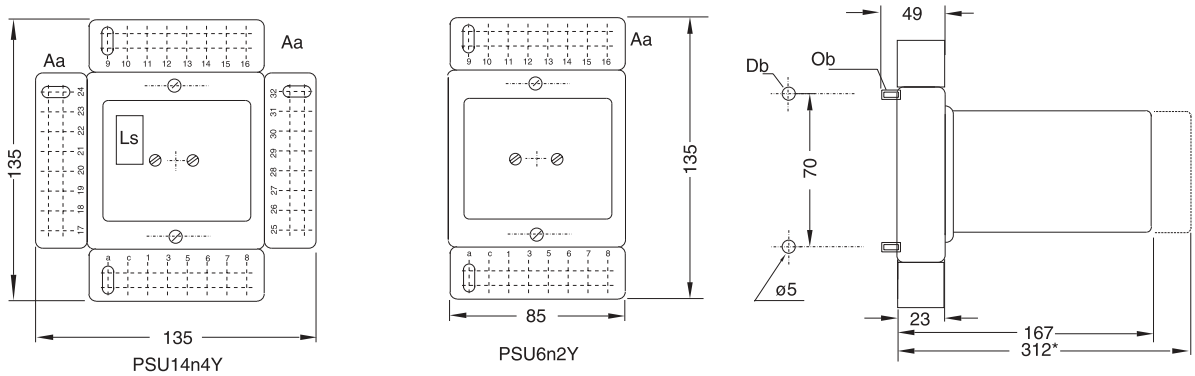 Aa
Aa
9 10 11 12 13 14 15 16
24 23 22 21 20 19 18 17
32 31 30 29 28 27 26 25
Ls
a c 1 3 5 6 7 8
135
135
PSU14n4Y
Aa
9 10 11 12 13 14 15 16
a c 1 3 5 6 7 8
135
85
PSU6n2Y
49
Db
Ob
70
ø5
23
167
312*